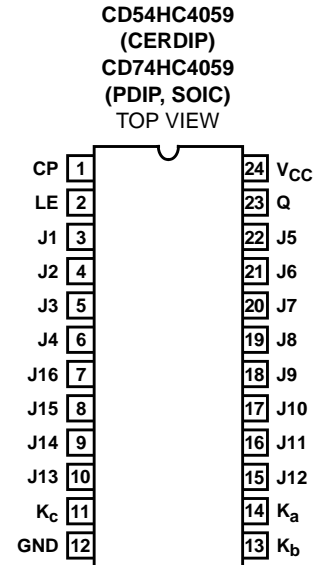 CD54HC4059
(CERDIP)
CD74HC4059
(PDIP, SOIC)
TOP VIEW
CP 1 24 VCC
LE 2 23 Q
J1 3 22 J5
J2 4 21 J6
J3 5 20 J7
J4 6 19 J8
J16 7 18 J9
J15 8 17 J10
J14 9 16 J11
J13 10 15 J12
Kc 11 14 Ka
GND 12 13 Kb